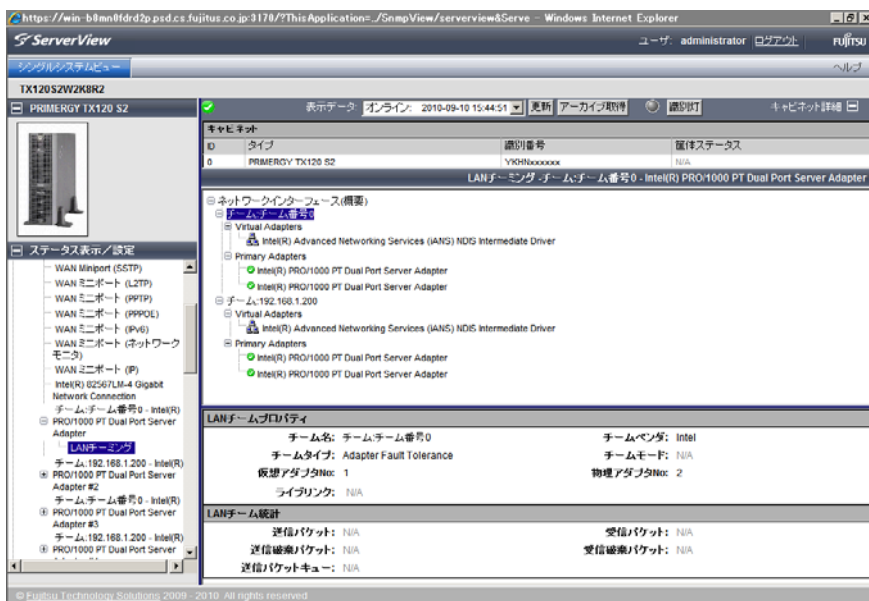 https://win-b8mn0fdrd2p.psd.cs.fujitsu.co.jp:3170/?ThisApplication=./SnmpView/serverview&Serve - Windows Internet Explorer
ServerView
ユーザ: administrator ログアウト FUJITSU
シングルシステムビュー ヘルプ
TX120S2W2K8R2
PRIMERGY TX120 S2
表示データ: オンライン: 2010-09-10 15:44:51 更新 アーカイブ取得 識別灯 キャビネット詳細
キャビネット
ID タイプ 識別番号 筐体ステータス
0 PRIMERGY TX120 S2 YKHNxxxxxx N/A
LANチーミング -チーム:チーム番号0 - Intel(R) PRO/1000 PT Dual Port Server Adapter
ネットワークインターフェース(概要)
チーム:チーム番号0
Virtual Adapters
Intel(R) Advanced Networking Services (iANS) NDIS Intermediate Driver
Primary Adapters
Intel(R) PRO/1000 PT Dual Port Server Adapter
Intel(R) PRO/1000 PT Dual Port Server Adapter
チーム:192.168.1.200
Virtual Adapters
Intel(R) Advanced Networking Services (iANS) NDIS Intermediate Driver
Primary Adapters
Intel(R) PRO/1000 PT Dual Port Server Adapter
Intel(R) PRO/1000 PT Dual Port Server Adapter
ステータス表示／設定
WAN Miniport (SSTP)
WAN ミニポート (L2TP)
WAN ミニポート (PPTP)
WAN ミニポート (PPPOE)
WAN ミニポート (IPv6)
WAN ミニポート (ネットワーク
モニタ)
WAN ミニポート (IP)
Intel(R) 82567LM-4 Gigabit
Network Connection
チーム:チーム番号0 - Intel(R)
PRO/1000 PT Dual Port Server
Adapter
LANチーミング
チーム:192.168.1.200 - Intel(R)
PRO/1000 PT Dual Port Server
Adapter #2
チーム:チーム番号0 - Intel(R)
PRO/1000 PT Dual Port Server
Adapter #3
チーム:192.168.1.200 - Intel(R)
PRO/1000 PT Dual Port Server
LANチームプロパティ
チーム名: チーム:チーム番号0 チームベンダ: Intel
チームタイプ: Adapter Fault Tolerance チームモード: N/A
仮想アダプタNo: 1 物理アダプタNo: 2
ライブリンク: N/A
LANチーム統計
送信パケット: N/A 受信パケット: N/A
送信破棄パケット: N/A 受信破棄パケット: N/A
送信パケットキュー: N/A
© Fujitsu Technology Solutions 2009 - 2010. All rights reserved